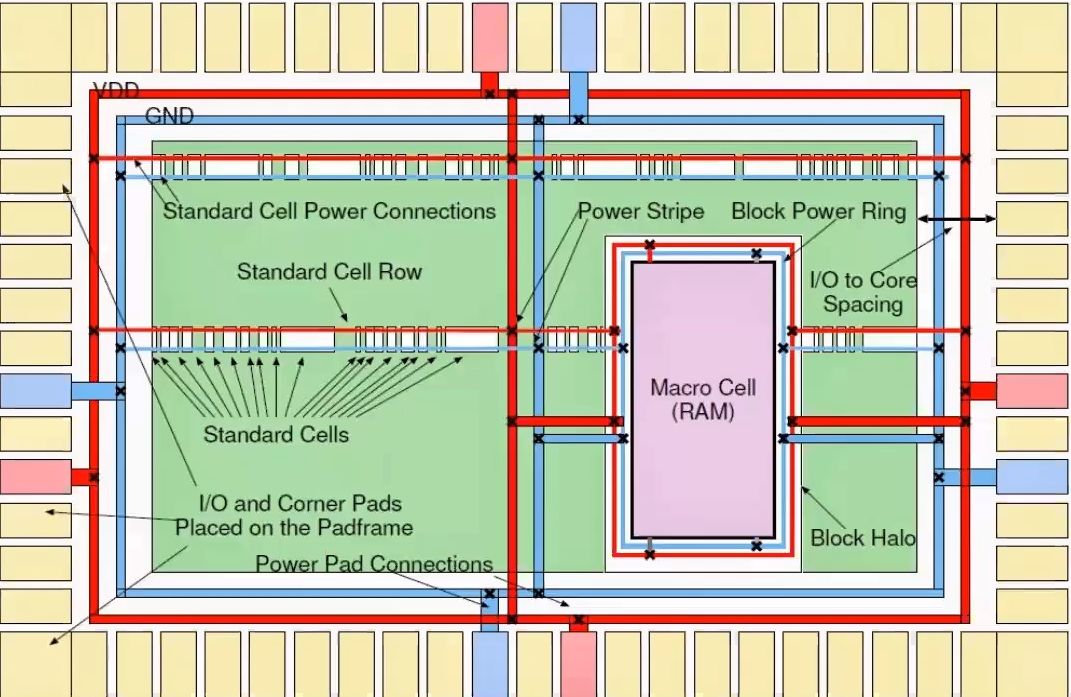 VDD
GND
Standard Cell Power Connections
Power Stripe
Block Power Ring
Standard Cell Row
I/O to Core
Spacing
Macro Cell
(RAM)
Standard Cells
I/O and Corner Pads
Placed on the Padframe
Block Halo
Power Pad Connections